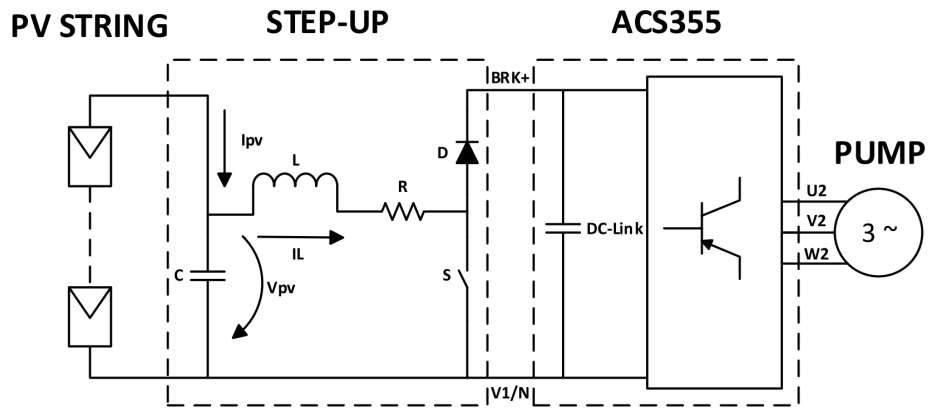 PV STRING
STEP-UP
ACS355
BRK+
Ipv
L
D
R
PUMP
U2
V2
W2
3 ~
DC-Link
IL
C
Vpv
S
V1/N